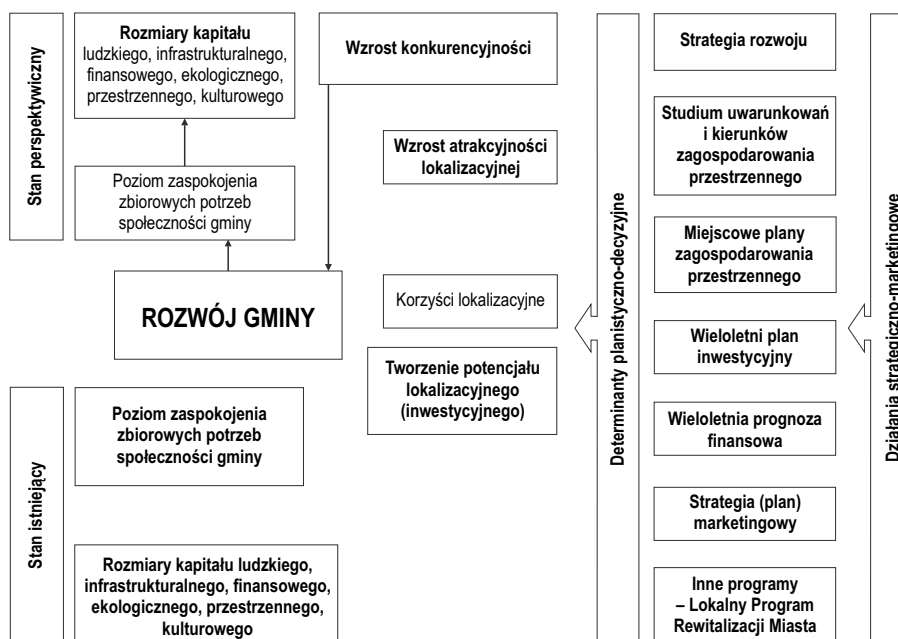 Stan perspektywiczny
Rozmiary kapitału
ludzkiego, infrastrukturalnego,
finansowego, ekologicznego,
przestrzennego, kulturowego
Poziom zaspokojenia
zbiorowych potrzeb
społeczności gminy
ROZWÓJ GMINY
Stan istniejący
Poziom zaspokojenia
zbiorowych potrzeb
społeczności gminy
Rozmiary kapitału ludzkiego,
infrastrukturalnego, finansowego,
ekologicznego, przestrzennego,
kulturowego
Wzrost konkurencyjności
Wzrost atrakcyjności
lokalizacyjnej
Korzyści lokalizacyjne
Tworzenie potencjału
lokalizacyjnego
(inwestycyjnego)
Determinanty planistyczno-decyzyjne
Strategia rozwoju
Studium uwarunkowań
i kierunków
zagospodarowania
przestrzennego
Miejscowe plany
zagospodarowania
przestrzennego
Wieloletni plan
inwestycyjny
Wieloletnia prognoza
finansowa
Strategia (plan)
marketingowy
Inne programy
– Lokalny Program
Rewitalizacji Miasta
Działania strategiczno-marketingowe